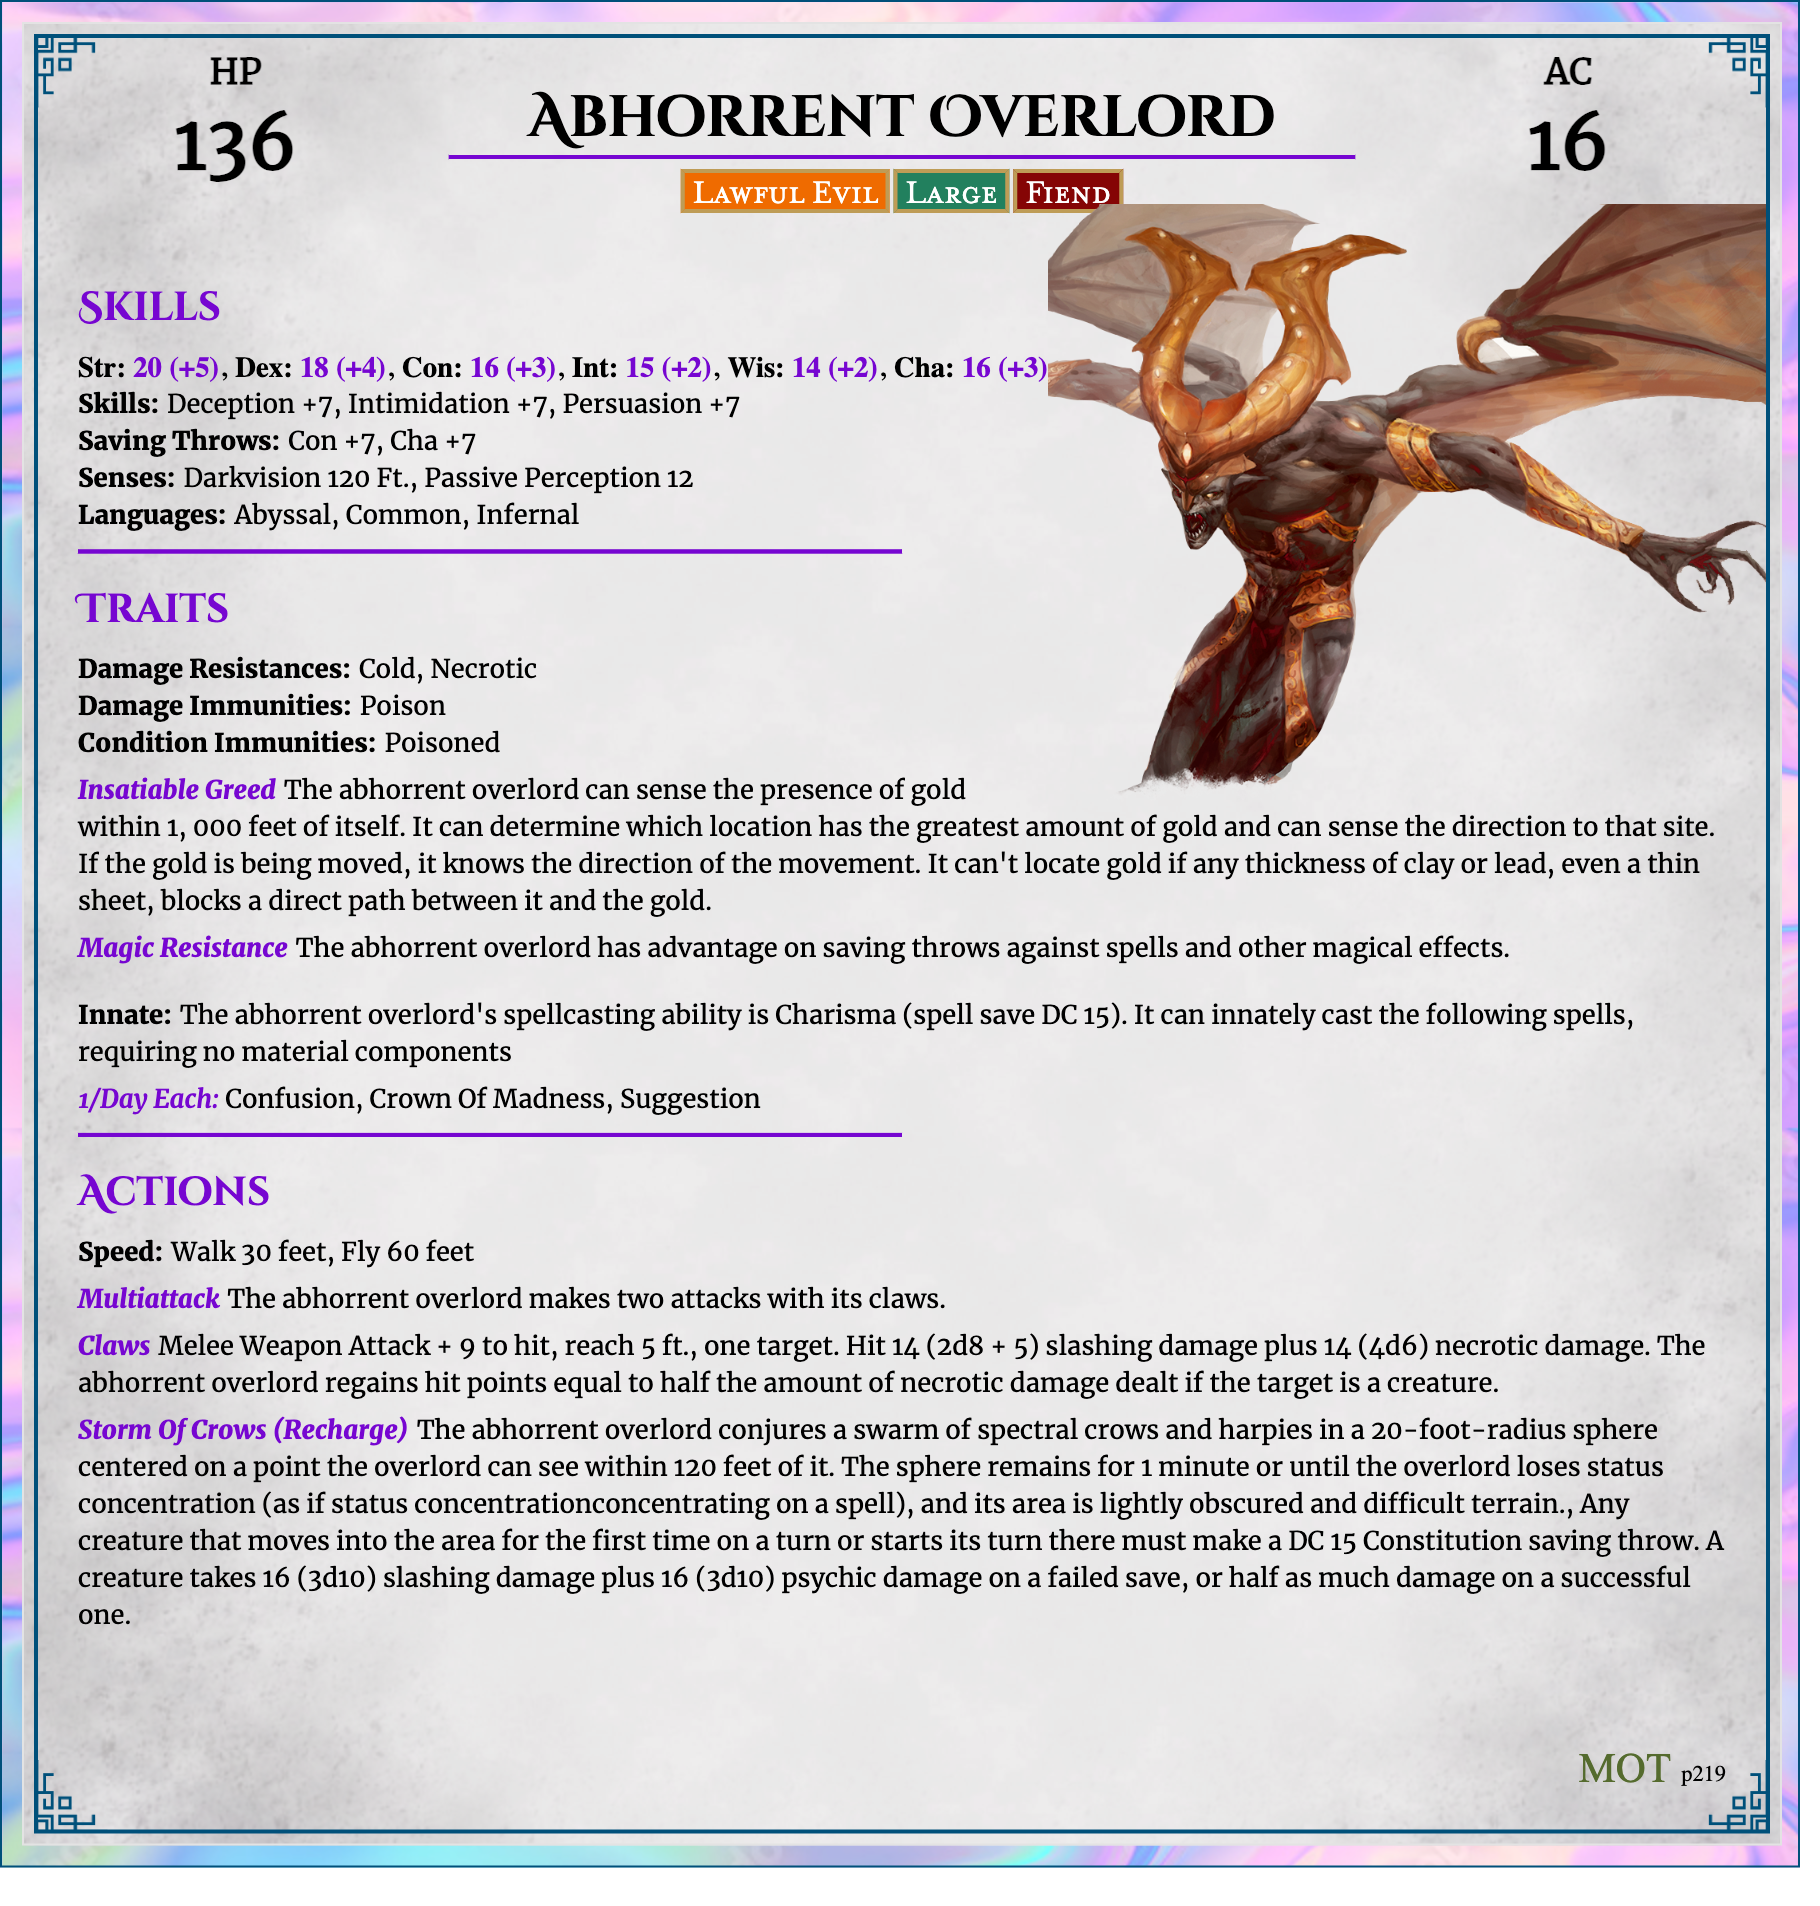 HP
136
Abhorrent Overlord
AC
16
Lawful Evil Large Fiend
Skills
Str: 20 (+5), Dex: 18 (+4), Con: 16 (+3), Int: 15 (+2), Wis: 14 (+2), Cha: 16 (+3)
Skills: Deception +7, Intimidation +7, Persuasion +7
Saving Throws: Con +7, Cha +7
Senses: Darkvision 120 Ft., Passive Perception 12
Languages: Abyssal, Common, Infernal
Traits
Damage Resistances: Cold, Necrotic
Damage Immunities: Poison
Condition Immunities: Poisoned
Insatiable Greed The abhorrent overlord can sense the presence of gold
within 1, 000 feet of itself. It can determine which location has the greatest amount of gold and can sense the direction to that site.
If the gold is being moved, it knows the direction of the movement. It can't locate gold if any thickness of clay or lead, even a thin
sheet, blocks a direct path between it and the gold.
Magic Resistance The abhorrent overlord has advantage on saving throws against spells and other magical effects.
Innate: The abhorrent overlord's spellcasting ability is Charisma (spell save DC 15). It can innately cast the following spells,
requiring no material components
1/Day Each: Confusion, Crown Of Madness, Suggestion
Actions
Speed: Walk 30 feet, Fly 60 feet
Multiattack The abhorrent overlord makes two attacks with its claws.
Claws Melee Weapon Attack + 9 to hit, reach 5 ft., one target. Hit 14 (2d8 + 5) slashing damage plus 14 (4d6) necrotic damage. The
abhorrent overlord regains hit points equal to half the amount of necrotic damage dealt if the target is a creature.
Storm Of Crows (Recharge) The abhorrent overlord conjures a swarm of spectral crows and harpies in a 20-foot-radius sphere
centered on a point the overlord can see within 120 feet of it. The sphere remains for 1 minute or until the overlord loses status
concentration (as if status concentrationconcentrating on a spell), and its area is lightly obscured and difficult terrain., Any
creature that moves into the area for the first time on a turn or starts its turn there must make a DC 15 Constitution saving throw. A
creature takes 16 (3d10) slashing damage plus 16 (3d10) psychic damage on a failed save, or half as much damage on a successful
one.
MOT p219